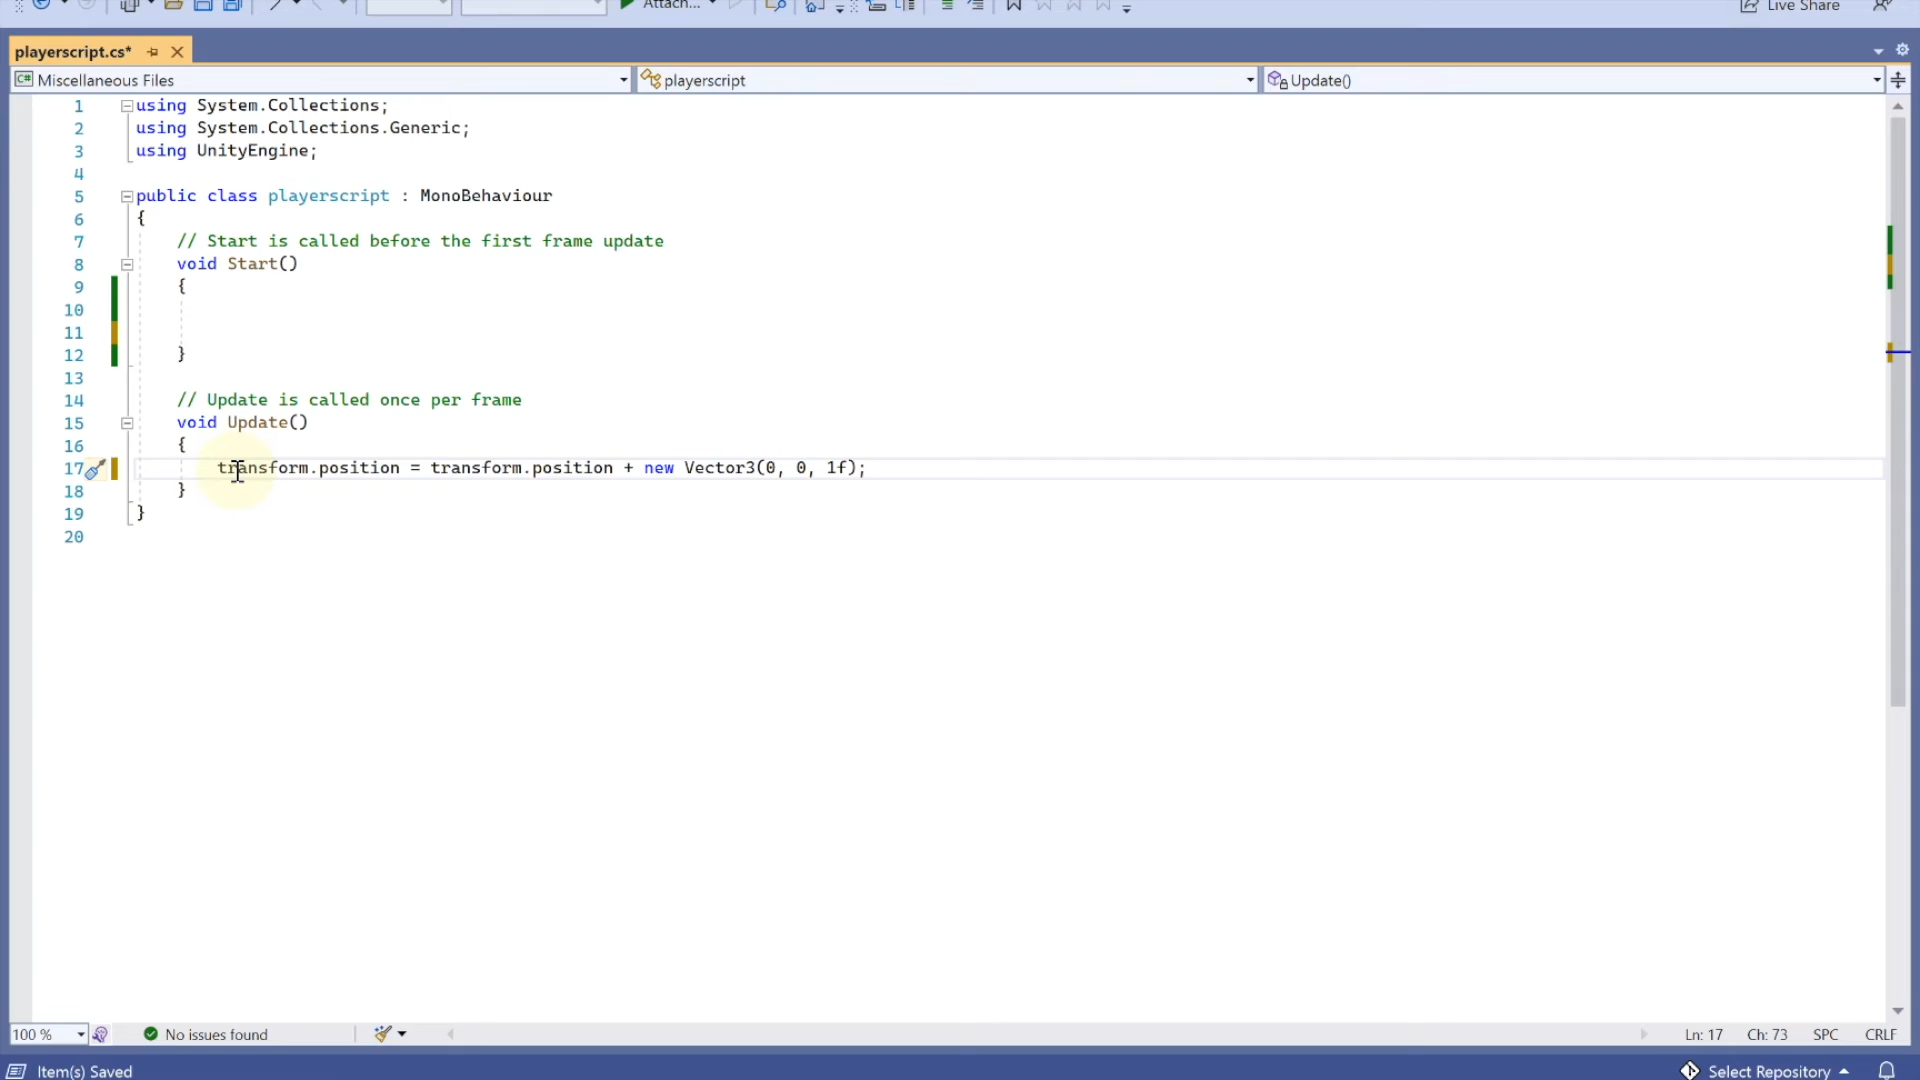 Attach...
Live Share
playerscript.cs*
Miscellaneous Files
playerscript
Update()
1 using System.Collections;
2 using System.Collections.Generic;
3 using UnityEngine;
4
5 public class playerscript : MonoBehaviour
6 {
7 // Start is called before the first frame update
8 void Start()
9 {
10
11
12 }
13
14 // Update is called once per frame
15 void Update()
16 {
17 transform.position = transform.position + new Vector3(0, 0, 1f);
18 }
19 }
20
100 %
No issues found
Ln: 17 Ch: 73 SPC CRLF
Item(s) Saved
Select Repository